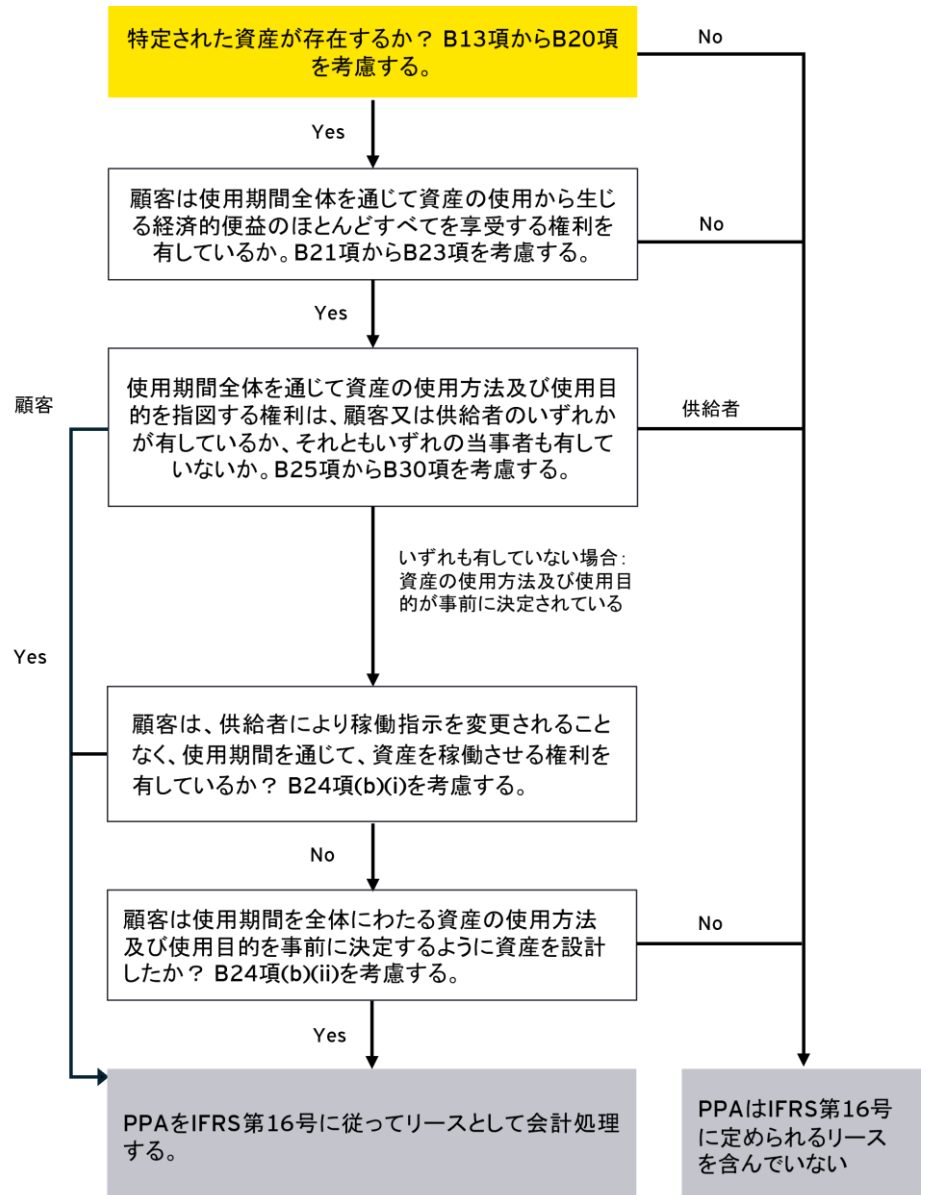 特定された資産が存在するか? B13項からB20項
を考慮する。
No
Yes
顧客は使用期間全体を通じて資産の使用から生じ
る経済的便益のほとんどすべてを享受する権利を
有しているか。B21項からB23項を考慮する。
No
Yes
顧客
使用期間全体を通じて資産の使用方法及び使用目
的を指図する権利は、顧客又は供給者のいずれか
が有しているか、それともいずれの当事者も有して
いないか。B25項からB30項を考慮する。
供給者
いずれも有していない場合:
資産の使用方法及び使用目
的が事前に決定されている
Yes
顧客は、供給者により稼働指示を変更されること
なく、使用期間を通じて、資産を稼働させる権利を
有しているか? B24項(b)(i)を考慮する。
No
顧客は使用期間を全体にわたる資産の使用方法
及び使用目的を事前に決定するように資産を設計
したか? B24項(b)(ii)を考慮する。
No
Yes
PPAをIFRS第16号に従ってリースとして会計処理
する。
PPAはIFRS第16号
に定められるリース
を含んでいない